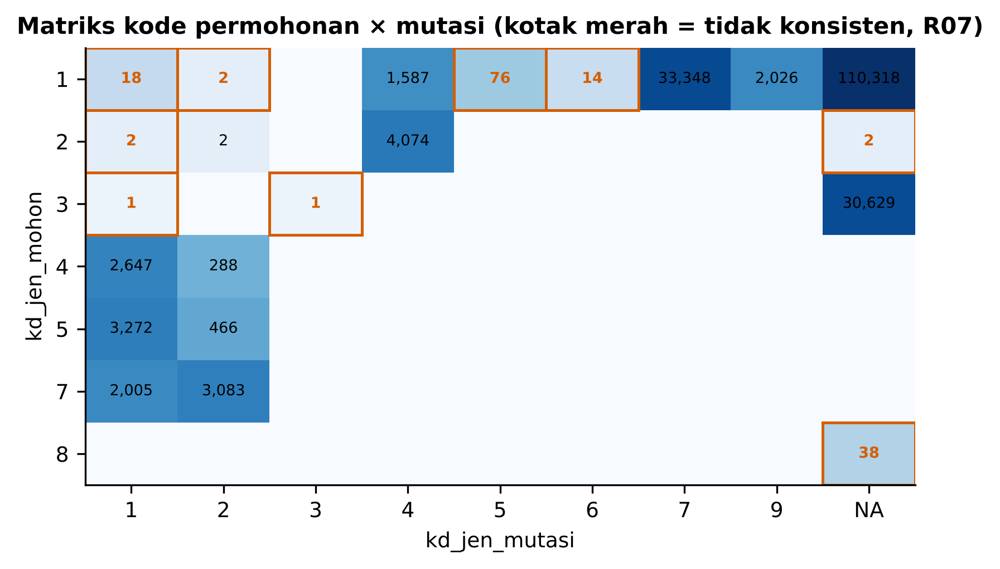 Matriks kode permohonan × mutasi (kotak merah = tidak konsisten, R07)
kd_jen_mohon
1 18 2 1,587 76 14 33,348 2,026 110,318
2 2 2 4,074 2
3 1 1 30,629
4 2,647 288
5 3,272 466
7 2,005 3,083
8 38
1 2 3 4 5 6 7 9 NA
kd_jen_mutasi